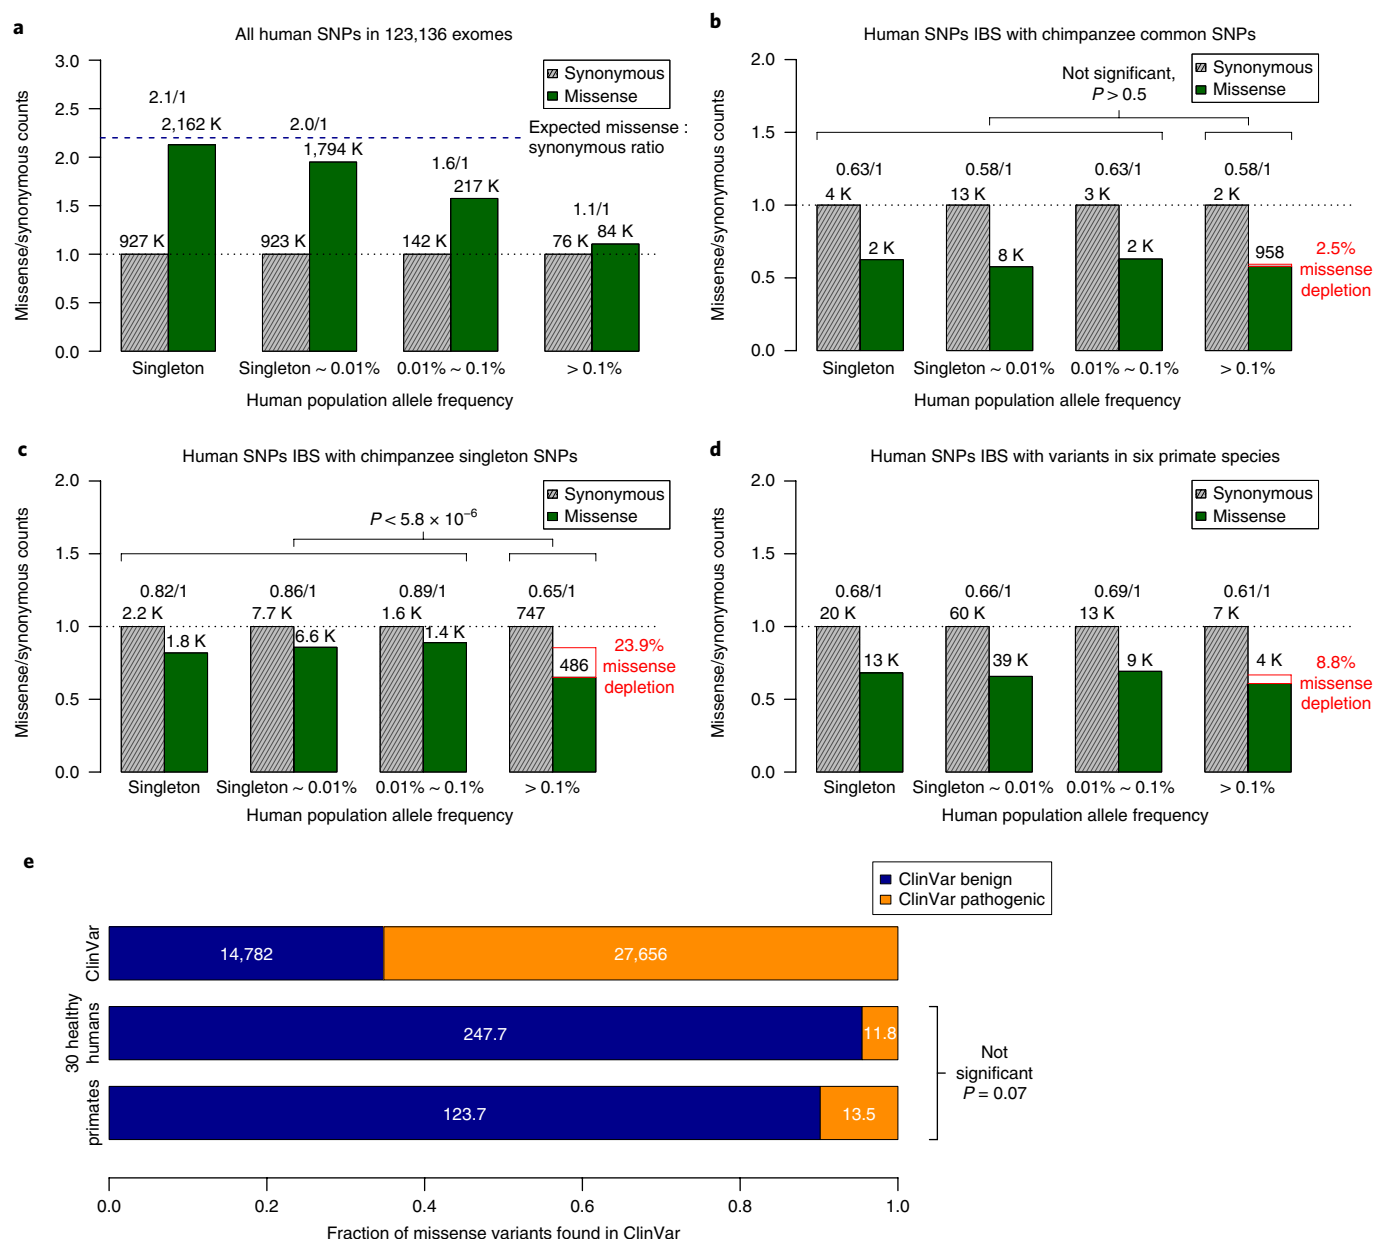 a
All human SNPs in 123,136 exomes
Missense/synonymous counts
3.0
2.5
2.0
1.5
1.0
0.5
0.0
Synonymous
Missense
Expected missense :
synonymous ratio
2.1/1
2,162 K
927 K
2.0/1
1,794 K
923 K
1.6/1
217 K
142 K
1.1/1
84 K
76 K
Singleton
Singleton ~ 0.01%
0.01% ~ 0.1%
> 0.1%
Human population allele frequency
b
Human SNPs IBS with chimpanzee common SNPs
Missense/synonymous counts
2.0
1.5
1.0
0.5
0.0
Synonymous
Missense
Not significant,
P > 0.5
0.63/1
4 K
2 K
0.58/1
13 K
8 K
0.63/1
3 K
2 K
0.58/1
2 K
958
2.5%
missense
depletion
Singleton
Singleton ~ 0.01%
0.01% ~ 0.1%
> 0.1%
Human population allele frequency
c
Human SNPs IBS with chimpanzee singleton SNPs
Missense/synonymous counts
2.0
1.5
1.0
0.5
0.0
Synonymous
Missense
P < 5.8 × 10⁻⁶
0.82/1
2.2 K
1.8 K
0.86/1
7.7 K
6.6 K
0.89/1
1.6 K
1.4 K
0.65/1
747
486
23.9%
missense
depletion
Singleton
Singleton ~ 0.01%
0.01% ~ 0.1%
> 0.1%
Human population allele frequency
d
Human SNPs IBS with variants in six primate species
Missense/synonymous counts
2.0
1.5
1.0
0.5
0.0
Synonymous
Missense
0.68/1
20 K
13 K
0.66/1
60 K
39 K
0.69/1
13 K
9 K
0.61/1
7 K
4 K
8.8%
missense
depletion
Singleton
Singleton ~ 0.01%
0.01% ~ 0.1%
> 0.1%
Human population allele frequency
e
ClinVar benign
ClinVar pathogenic
ClinVar
14,782
27,656
30 healthy
humans
247.7
11.8
primates
123.7
13.5
Not
significant
P = 0.07
0.0
0.2
0.4
0.6
0.8
1.0
Fraction of missense variants found in ClinVar